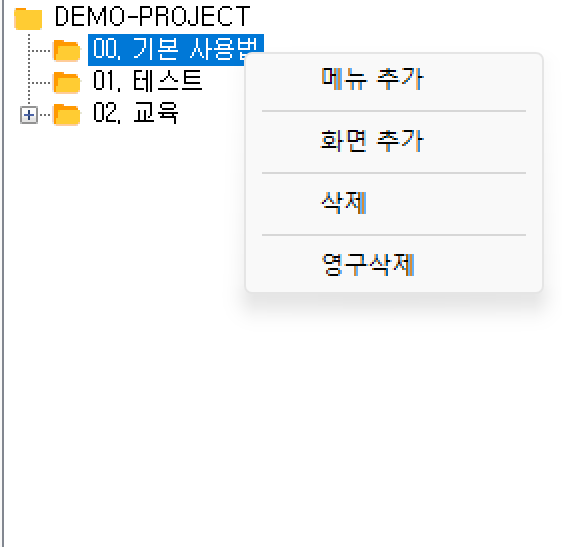 DEMO-PROJECT
00. 기본 사용법
01. 테스트
02. 교육
메뉴 추가
화면 추가
삭제
영구삭제